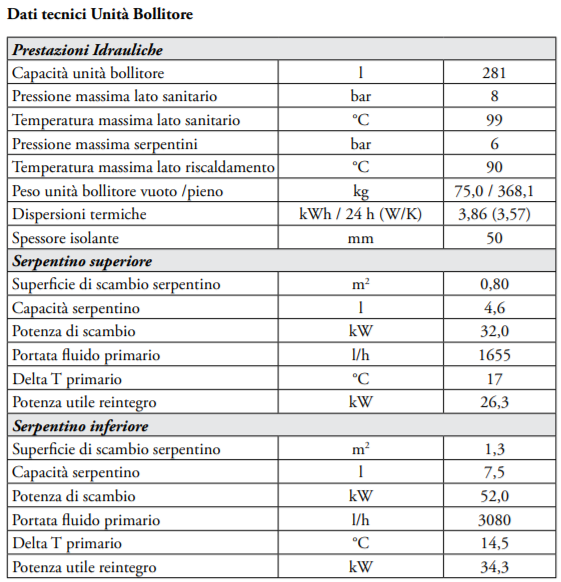 Dati tecnici Unità Bollitore
Prestazioni Idrauliche
Capacità unità bollitore l 281
Pressione massima lato sanitario bar 8
Temperatura massima lato sanitario °C 99
Pressione massima serpentini bar 6
Temperatura massima lato riscaldamento °C 90
Peso unità bollitore vuoto /pieno kg 75,0 / 368,1
Dispersioni termiche kWh / 24 h (W/K) 3,86 (3,57)
Spessore isolante mm 50
Serpentino superiore
Superficie di scambio serpentino m² 0,80
Capacità serpentino l 4,6
Potenza di scambio kW 32,0
Portata fluido primario l/h 1655
Delta T primario °C 17
Potenza utile reintegro kW 26,3
Serpentino inferiore
Superficie di scambio serpentino m² 1,3
Capacità serpentino l 7,5
Potenza di scambio kW 52,0
Portata fluido primario l/h 3080
Delta T primario °C 14,5
Potenza utile reintegro kW 34,3